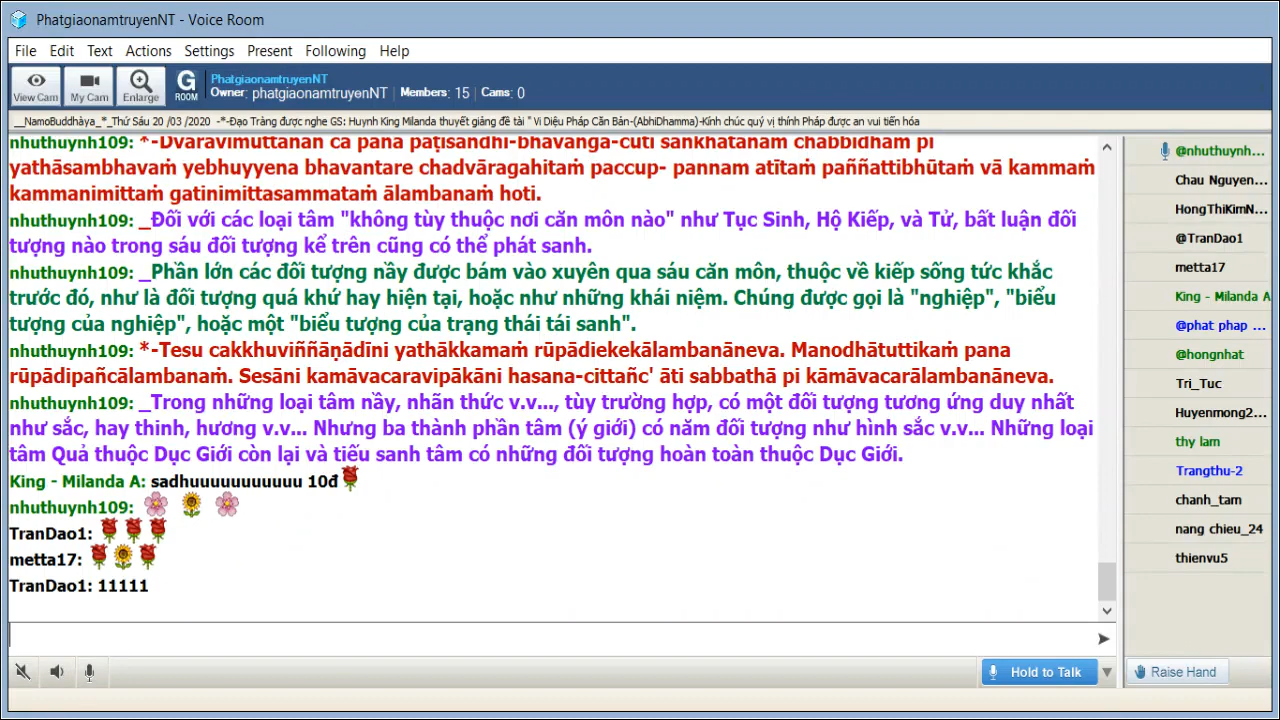 PhatgiaonamtruyenNT - Voice Room
File Edit Text Actions Settings Present Following Help
View Cam My Cam Enlarge G ROOM
PhatgiaonamtruyenNT
Owner: phatgiaonamtruyenNT | Members: 15 | Cams: 0
__NamoBuddhàya_*_Thứ Sáu 20 /03 /2020 -*-Đạo Tràng được nghe GS: Huynh King Milanda thuyết giảng đề tài " Vi Diệu Pháp Căn Bản-(AbhiDhamma)-Kính chúc quý vị thính Pháp được an vui tiến hóa
nhuthuynh109: *-Dvāravimuttānañ ca pana paṭisandhi-bhavaṅga-cuti saṅkhātānaṁ chabbidham pi
yathāsambhavaṁ yebhuyyena bhavantare chadvāragahitaṁ paccup- pannam atītaṁ paññattibhūtaṁ vā kammaṁ
kammanimittaṁ gatinimittasammataṁ ālambanaṁ hoti.
nhuthuynh109: _Đối với các loại tâm "không tùy thuộc nơi căn môn nào" như Tục Sinh, Hộ Kiếp, và Tử, bất luận đối
tượng nào trong sáu đối tượng kể trên cũng có thể phát sanh.
nhuthuynh109: _Phần lớn các đối tượng nầy được bám vào xuyên qua sáu căn môn, thuộc về kiếp sống tức khắc
trước đó, như là đối tượng quá khứ hay hiện tại, hoặc như những khái niệm. Chúng được gọi là "nghiệp", "biểu
tượng của nghiệp", hoặc một "biểu tượng của trạng thái tái sanh".
nhuthuynh109: *-Tesu cakkhuviññāṇādīni yathākkamaṁ rūpādiekekālambanāneva. Manodhātuttikaṁ pana
rūpādipañcālambanaṁ. Sesāni kamāvacaravipākāni hasana-cittañc' āti sabbathā pi kāmāvacarālambanāneva.
nhuthuynh109: _Trong những loại tâm nầy, nhãn thức v.v..., tùy trường hợp, có một đối tượng tương ứng duy nhất
như sắc, hay thinh, hương v.v... Nhưng ba thành phần tâm (ý giới) có năm đối tượng như hình sắc v.v... Những loại
tâm Quả thuộc Dục Giới còn lại và tiếu sanh tâm có những đối tượng hoàn toàn thuộc Dục Giới.
King - Milanda A: sadhuuuuuuuuuuu 10đ
nhuthuynh109:
TranDao1:
metta17:
TranDao1: 11111
@nhuthuynh...
Chau Nguyen...
HongThiKimN...
@TranDao1
metta17
King - Milanda A
@phat phap ...
@hongnhat
Tri_Tuc
Huyenmong2...
thy lam
Trangthu-2
chanh_tam
nang chieu_24
thienvu5
Hold to Talk
Raise Hand